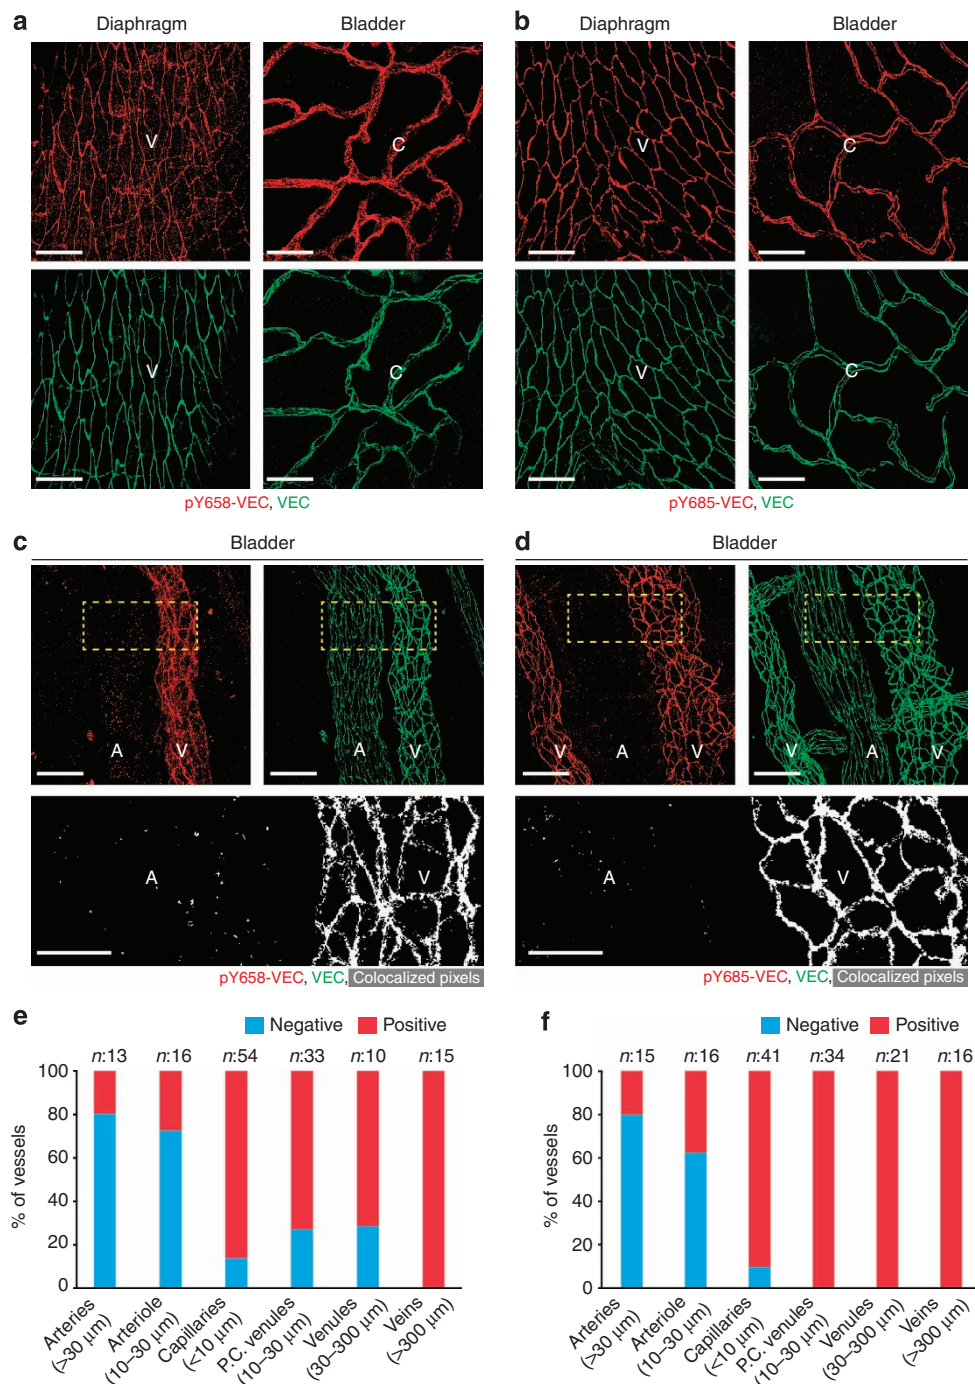 a
Diaphragm
Bladder
V
C
V
C
pY658-VEC, VEC
b
Diaphragm
Bladder
V
C
V
C
pY685-VEC, VEC
c
Bladder
A
V
A
V
A
V
pY658-VEC, VEC, Colocalized pixels
d
Bladder
V
A
V
V
A
V
A
V
pY685-VEC, VEC, Colocalized pixels
e
Negative
Positive
n:13 n:16 n:54 n:33 n:10 n:15
% of vessels
100
80
60
40
20
0
Arteries
(>30 µm)
Arteriole
(10–30 µm)
Capillaries
(<10 µm)
P.C. venules
(10–30 µm)
Venules
(30–300 µm)
Veins
(>300 µm)
f
Negative
Positive
n:15 n:16 n:41 n:34 n:21 n:16
% of vessels
100
80
60
40
20
0
Arteries
(>30 µm)
Arteriole
(10–30 µm)
Capillaries
(<10 µm)
P.C. venules
(10–30 µm)
Venules
(30–300 µm)
Veins
(>300 µm)